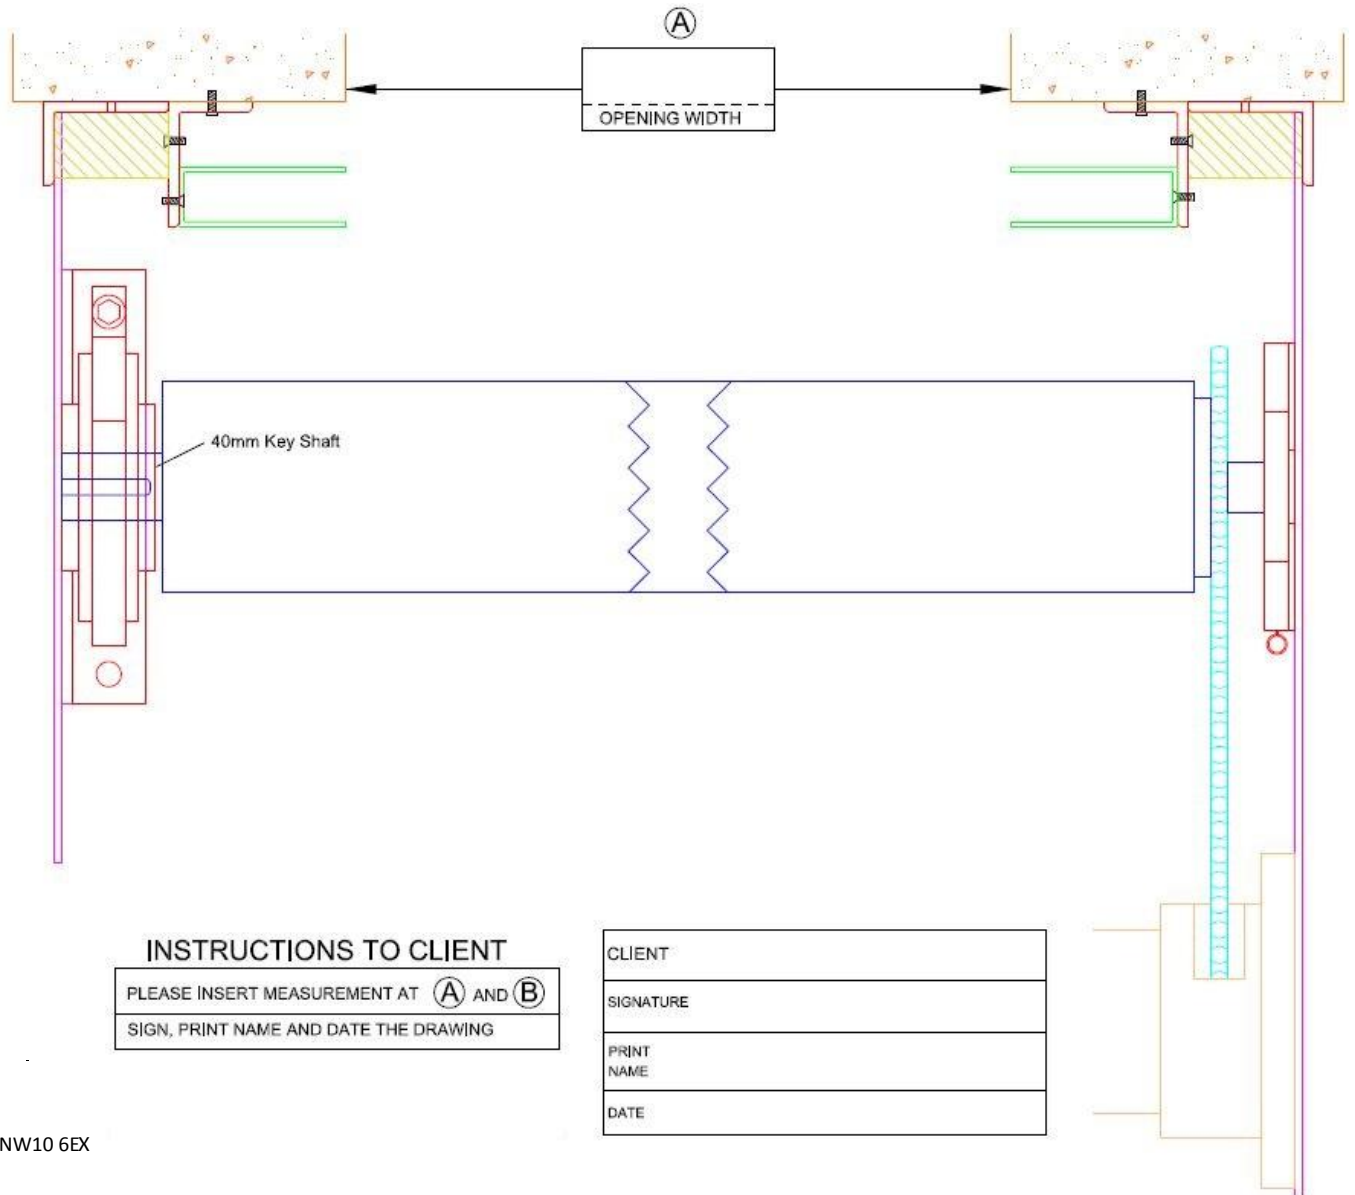 A
OPENING WIDTH
40mm Key Shaft
INSTRUCTIONS TO CLIENT
PLEASE INSERT MEASUREMENT AT A AND B
SIGN, PRINT NAME AND DATE THE DRAWING
CLIENT
SIGNATURE
PRINT
NAME
DATE
NW10 6EX